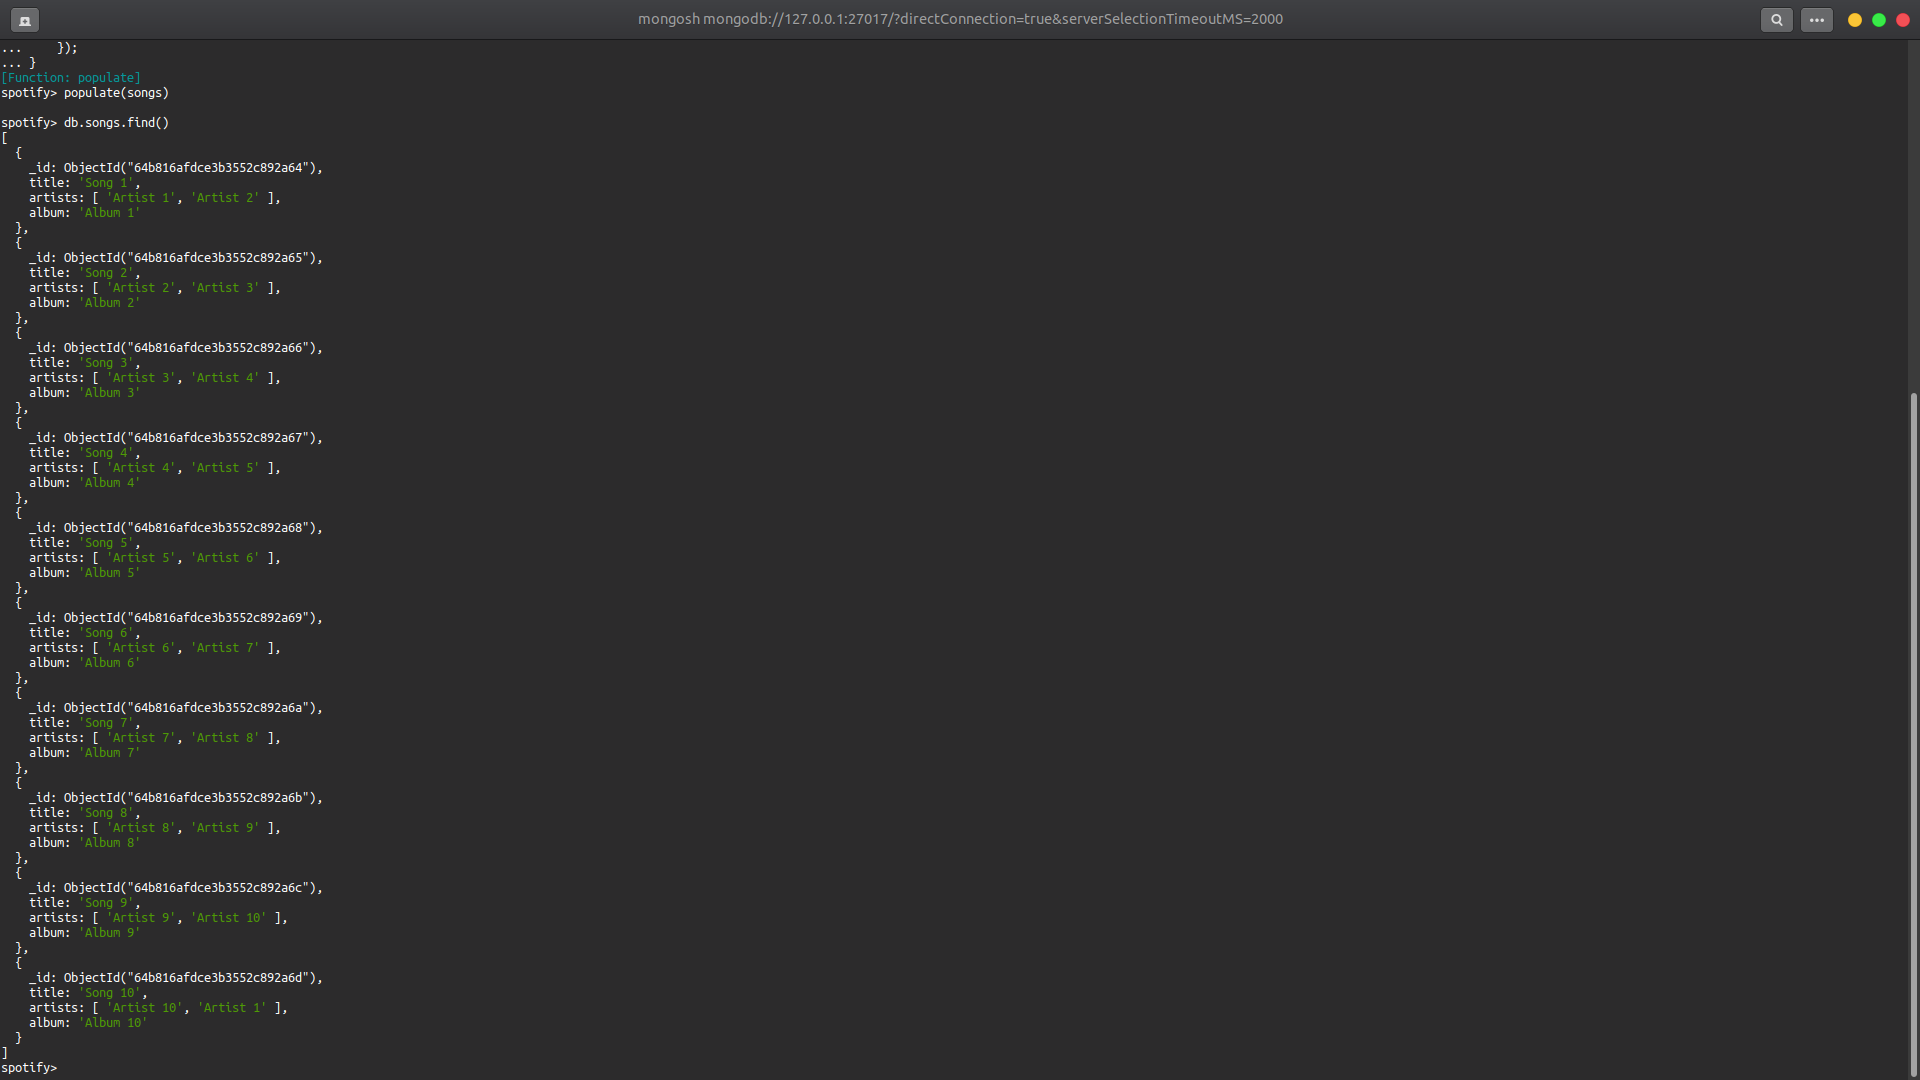 mongosh mongodb://127.0.0.1:27017/?directConnection=true&serverSelectionTimeoutMS=2000
...     });
... }
[Function: populate]
spotify> populate(songs)

spotify> db.songs.find()
[
  {
    _id: ObjectId("64b816afdce3b3552c892a64"),
    title: 'Song 1',
    artists: [ 'Artist 1', 'Artist 2' ],
    album: 'Album 1'
  },
  {
    _id: ObjectId("64b816afdce3b3552c892a65"),
    title: 'Song 2',
    artists: [ 'Artist 2', 'Artist 3' ],
    album: 'Album 2'
  },
  {
    _id: ObjectId("64b816afdce3b3552c892a66"),
    title: 'Song 3',
    artists: [ 'Artist 3', 'Artist 4' ],
    album: 'Album 3'
  },
  {
    _id: ObjectId("64b816afdce3b3552c892a67"),
    title: 'Song 4',
    artists: [ 'Artist 4', 'Artist 5' ],
    album: 'Album 4'
  },
  {
    _id: ObjectId("64b816afdce3b3552c892a68"),
    title: 'Song 5',
    artists: [ 'Artist 5', 'Artist 6' ],
    album: 'Album 5'
  },
  {
    _id: ObjectId("64b816afdce3b3552c892a69"),
    title: 'Song 6',
    artists: [ 'Artist 6', 'Artist 7' ],
    album: 'Album 6'
  },
  {
    _id: ObjectId("64b816afdce3b3552c892a6a"),
    title: 'Song 7',
    artists: [ 'Artist 7', 'Artist 8' ],
    album: 'Album 7'
  },
  {
    _id: ObjectId("64b816afdce3b3552c892a6b"),
    title: 'Song 8',
    artists: [ 'Artist 8', 'Artist 9' ],
    album: 'Album 8'
  },
  {
    _id: ObjectId("64b816afdce3b3552c892a6c"),
    title: 'Song 9',
    artists: [ 'Artist 9', 'Artist 10' ],
    album: 'Album 9'
  },
  {
    _id: ObjectId("64b816afdce3b3552c892a6d"),
    title: 'Song 10',
    artists: [ 'Artist 10', 'Artist 1' ],
    album: 'Album 10'
  }
]
spotify>